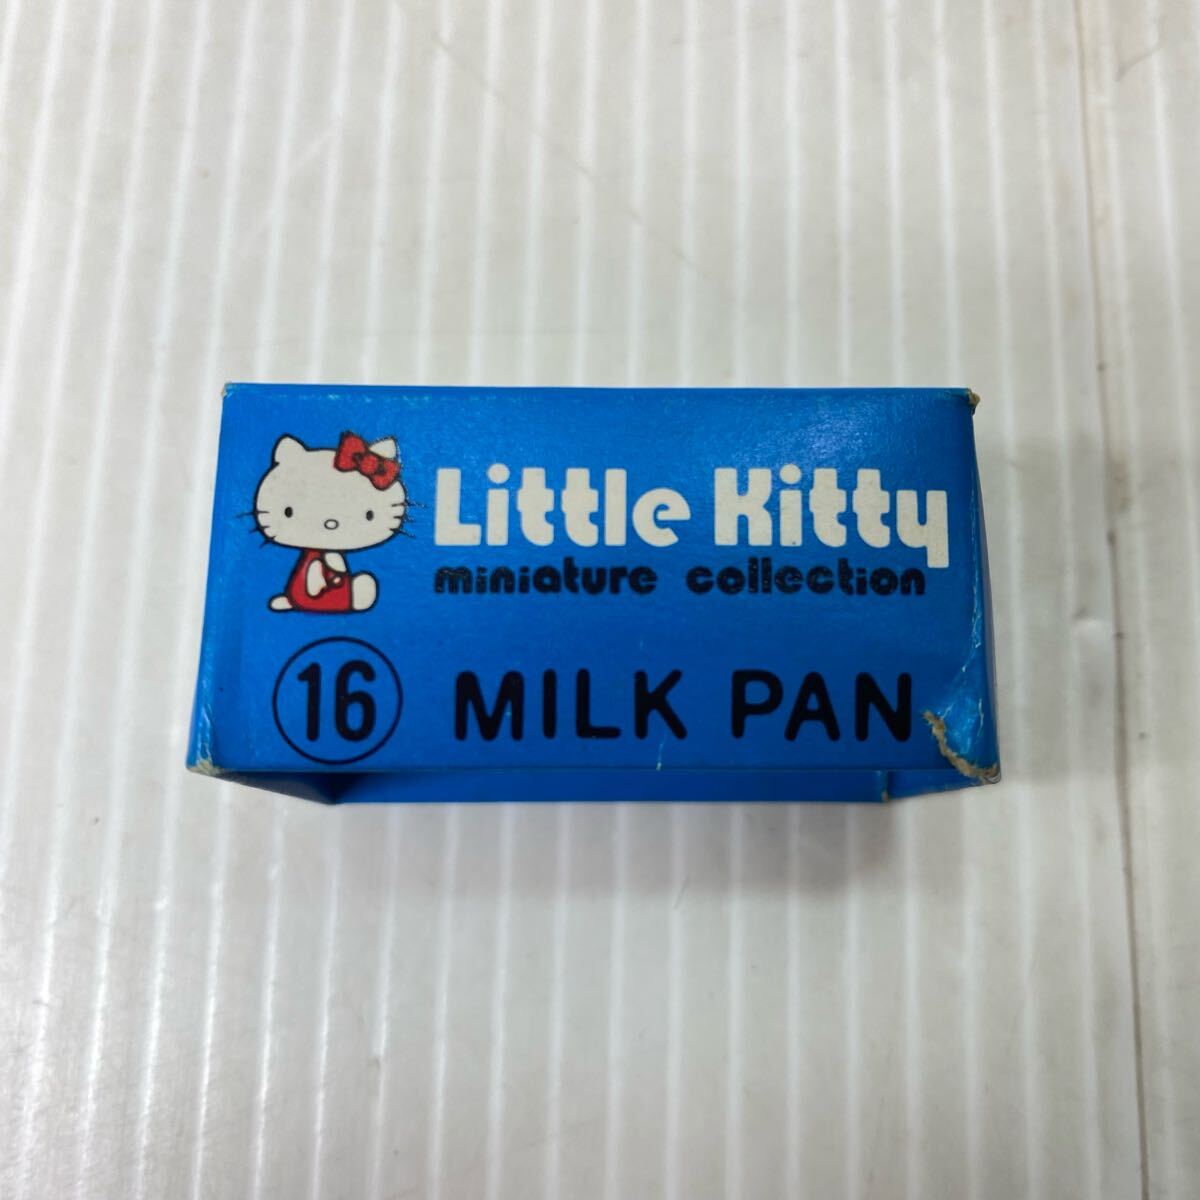 Little Kitty
miniature collection
16 MILK PAN